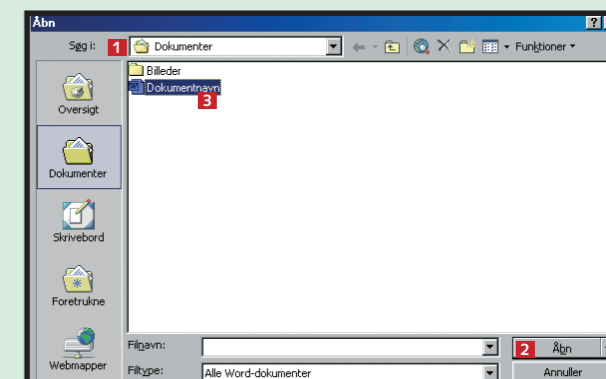 Åbn ?
Søg i: 1 Dokumenter Funktioner
Billeder
Dokumentnavn
3
Oversigt
Dokumenter
Skrivebord
Foretrukne
Webmapper
Filnavn: 2 Åbn
Filtype: Alle Word-dokumenter Annuller